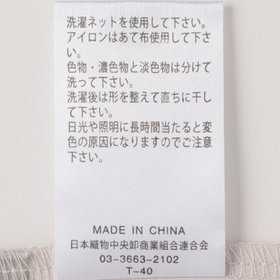 洗濯ネットを使用して下さい。
アイロンはあて布使用して下さ
い。
色物・濃色物と淡色物は分けて
洗って下さい。
洗濯後は形を整えて直ちに干し
て下さい。
日光や照明に長時間当たると変
色の原因になりますのでご注意
下さい。
MADE IN CHINA
日本織物中央卸商業組合連合会
03-3663-2102
T-40